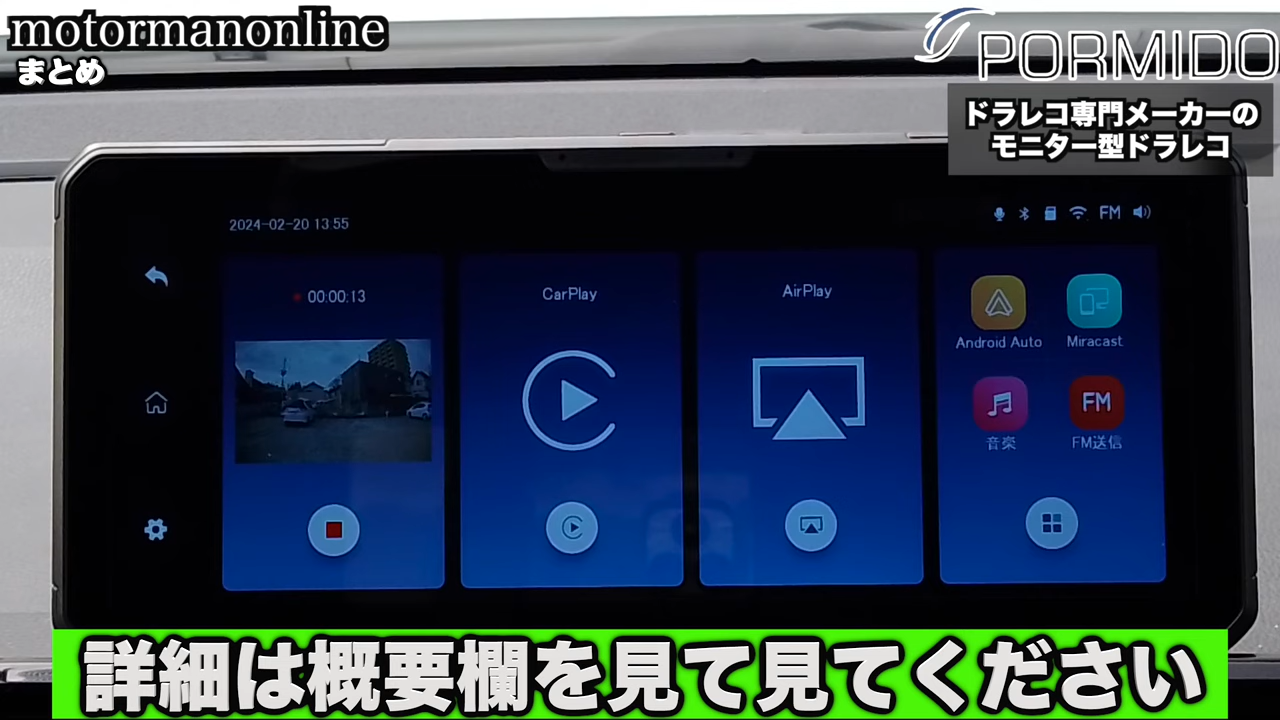 motormanonline
まとめ
PORMIDO
ドラレコ専門メーカーの
モニター型ドラレコ
2024-02-20 13:55
FM
00:00:13
CarPlay
AirPlay
Android Auto
Miracast
FM
音楽
FM送信
詳細は概要欄を見て見てください